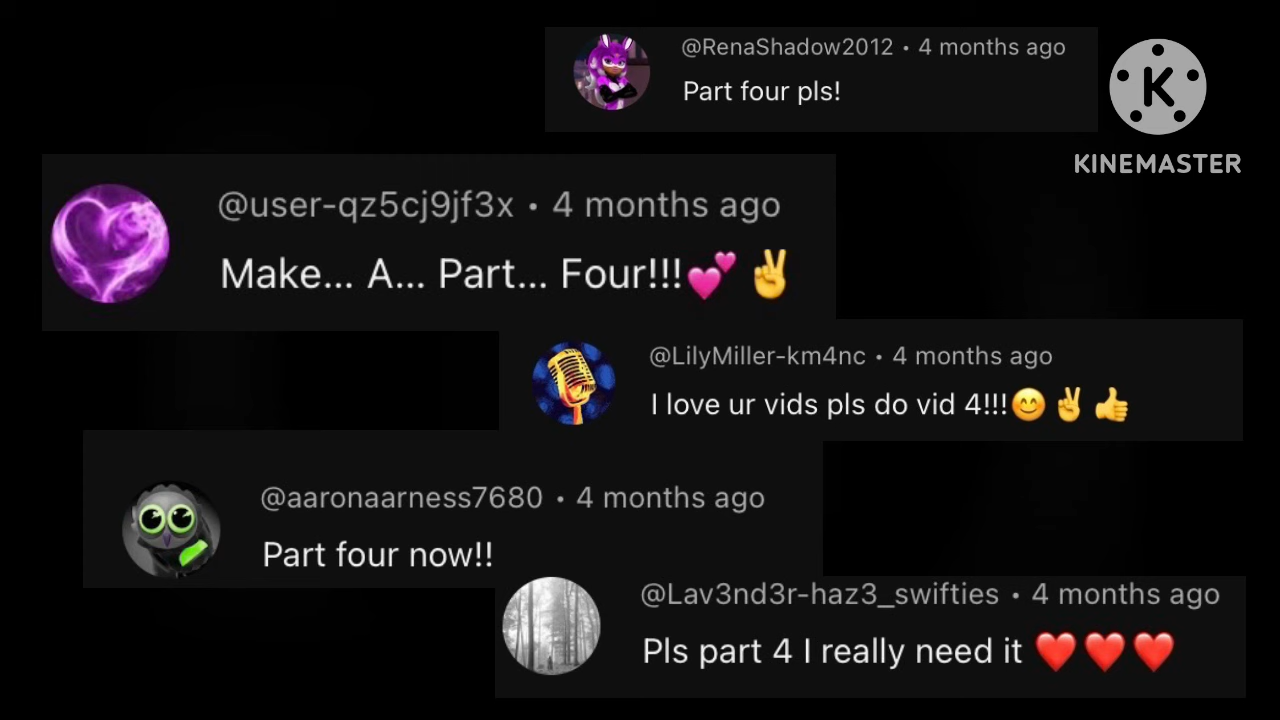 @RenaShadow2012 • 4 months ago
Part four pls!
KINEMASTER
@user-qz5cj9jf3x • 4 months ago
Make... A... Part... Four!!!💕✌️
@LilyMiller-km4nc • 4 months ago
I love ur vids pls do vid 4!!!😊✌️👍
@aaronaarness7680 • 4 months ago
Part four now!!
@Lav3nd3r-haz3_swifties • 4 months ago
Pls part 4 I really need it ❤️❤️❤️